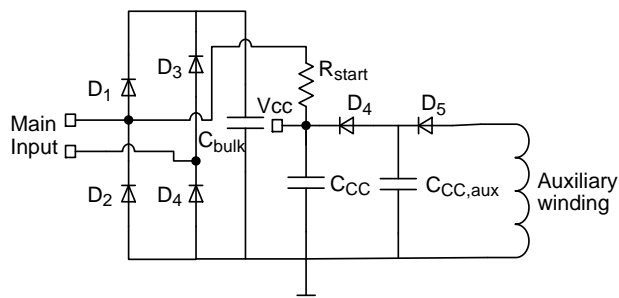 D3
Rstart
D1
Vcc
D4
D5
Main
Input
Cbulk
CCC
CCC,aux
Auxiliary
winding
D2
D4